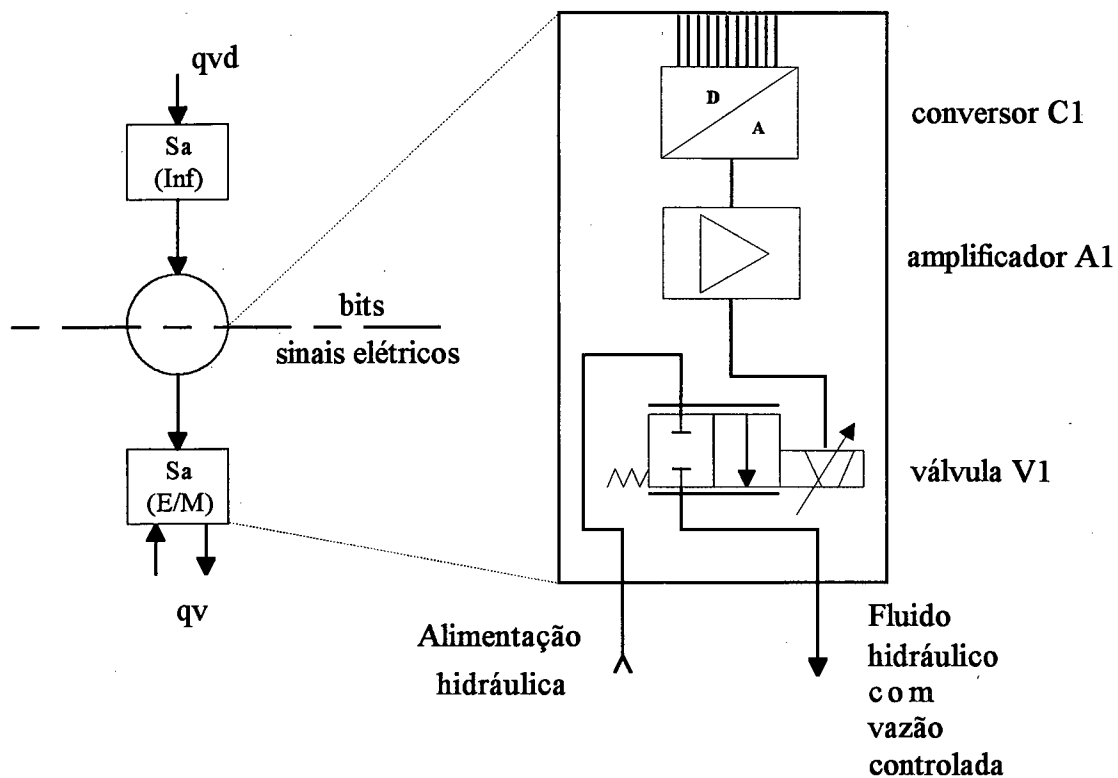 qvd
Sa
(Inf)
bits
sinais elétricos
Sa
(E/M)
qv
D
A
conversor C1
amplificador A1
válvula V1
Alimentação
hidráulica
Fluido
hidráulico
com
vazão
controlada